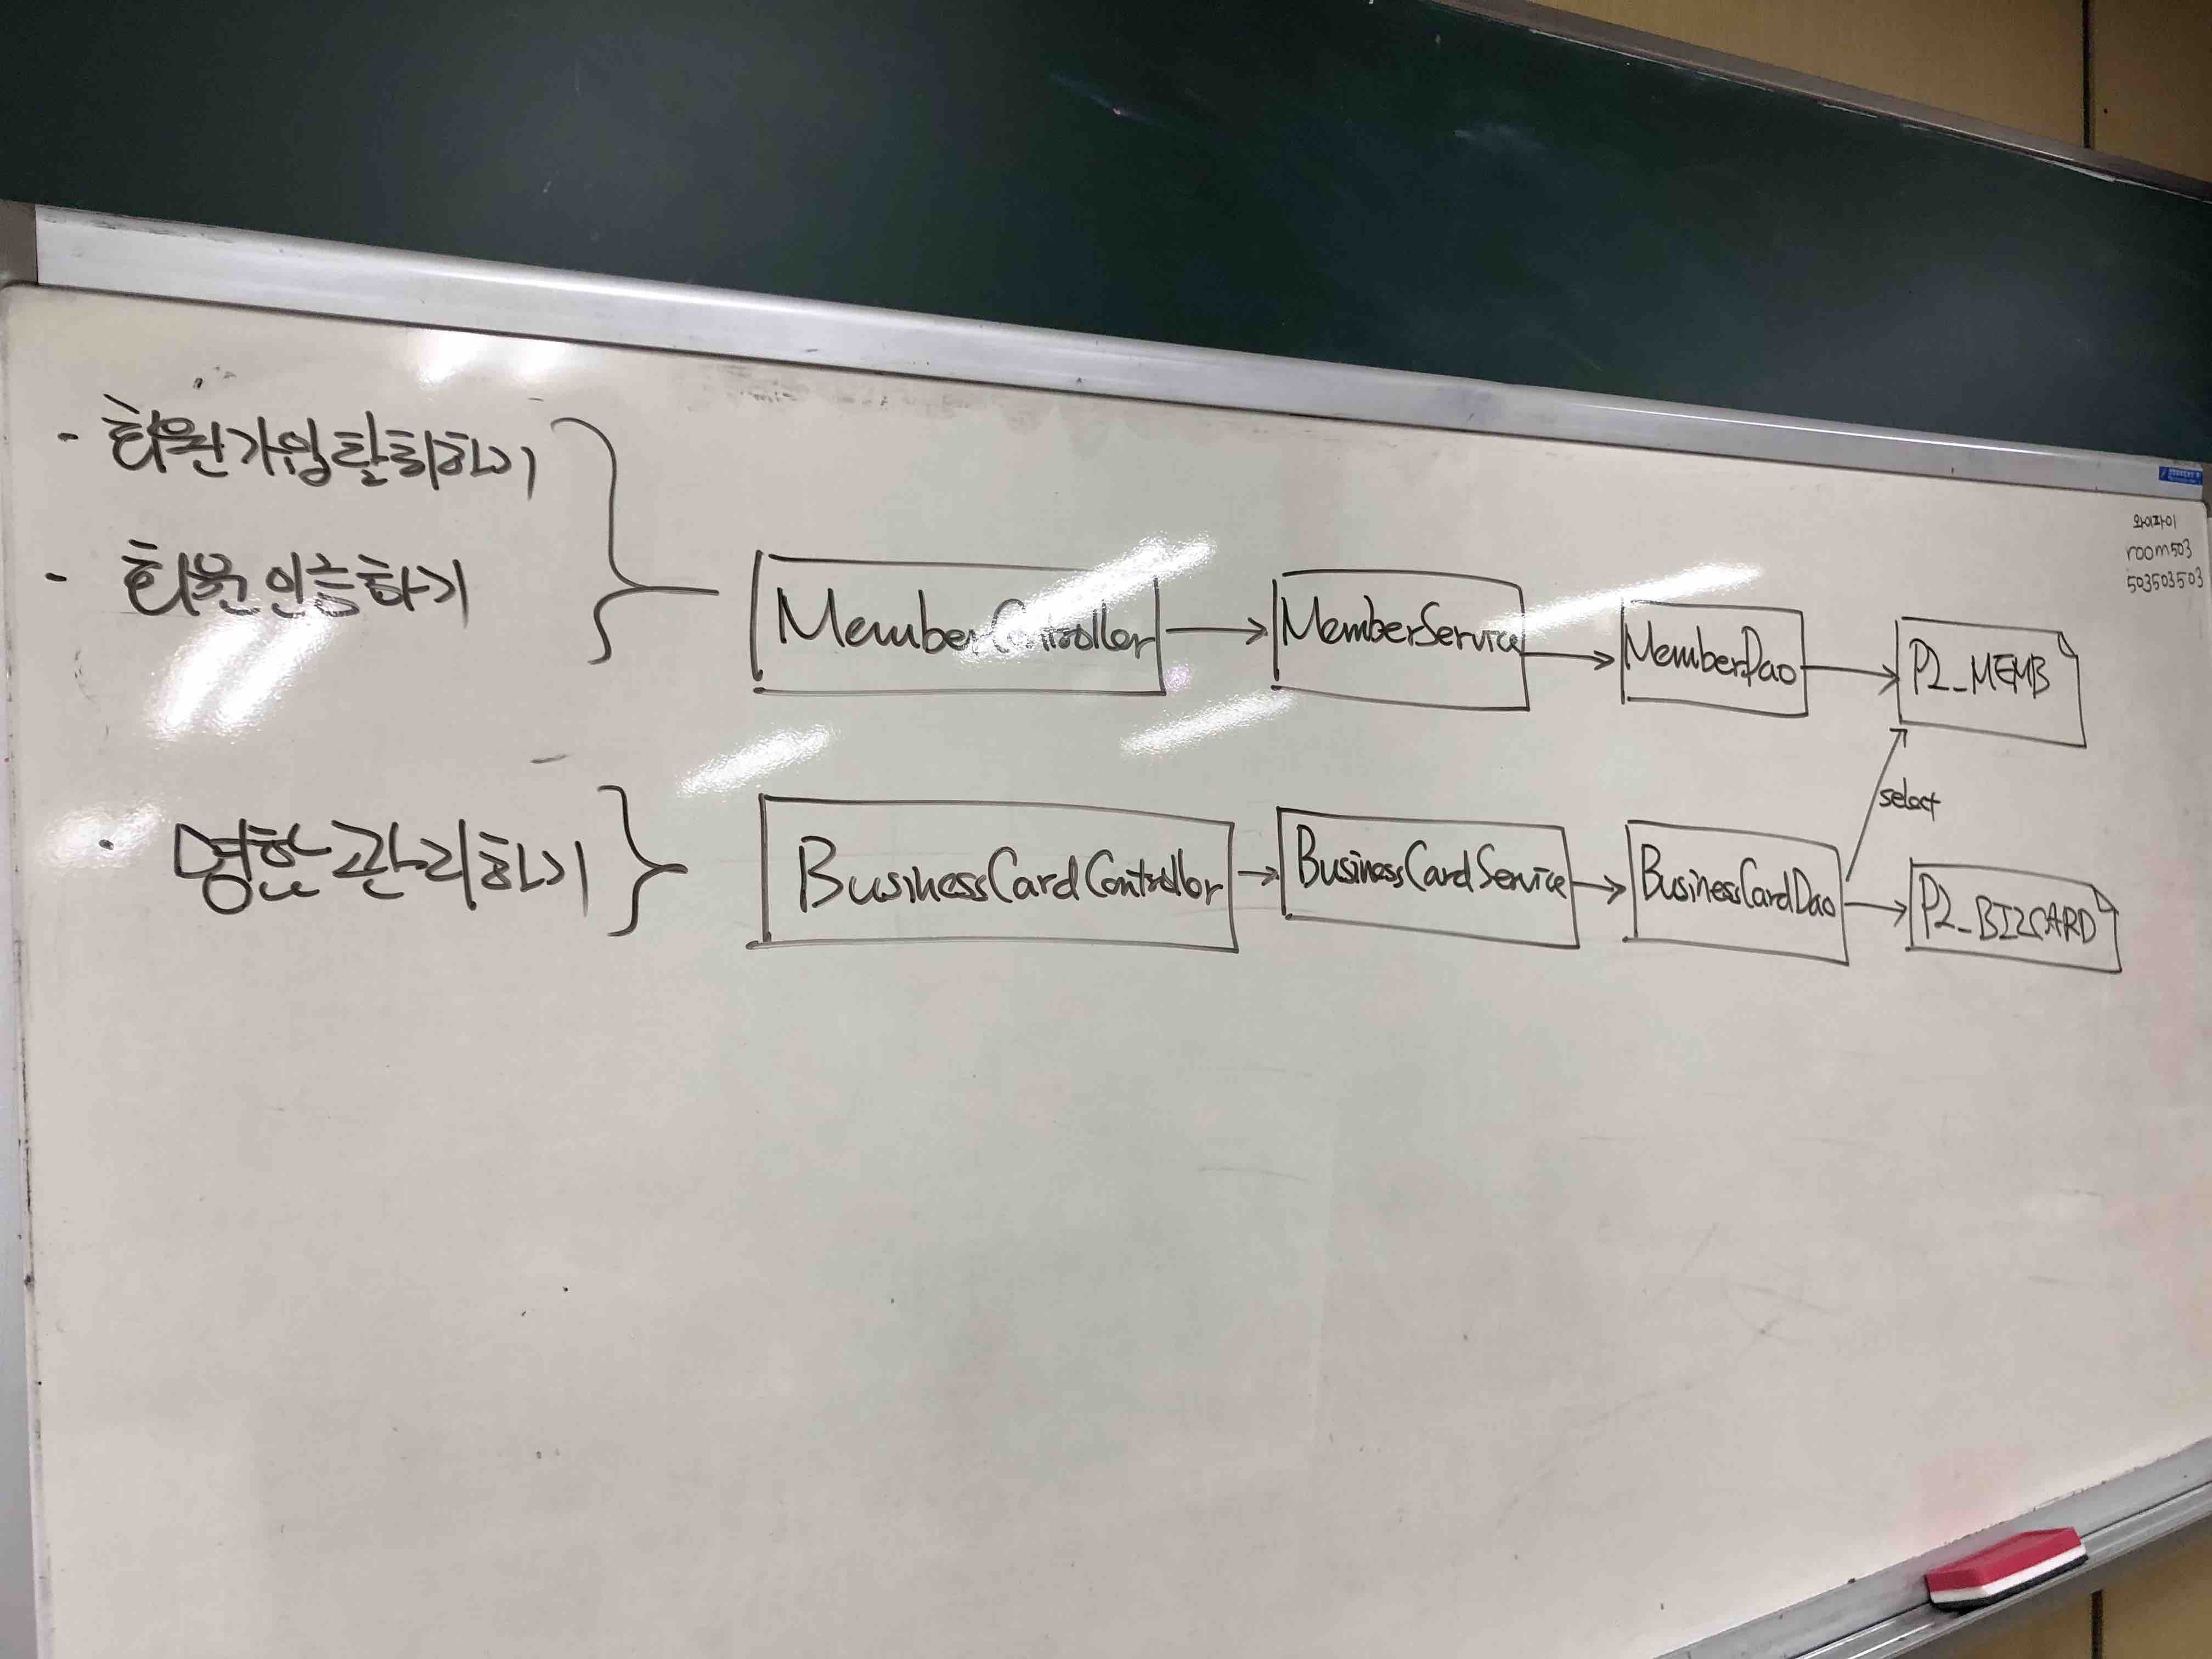 - 회원가입탈퇴하기
- 회원인증하기
MemberController
MemberService
MemberDao
P2_MEMB
select
· 명함관리하기
BusinessCardController
BusinessCardService
BusinessCardDao
P2_BIZCARD
와이파이
room503
503503503